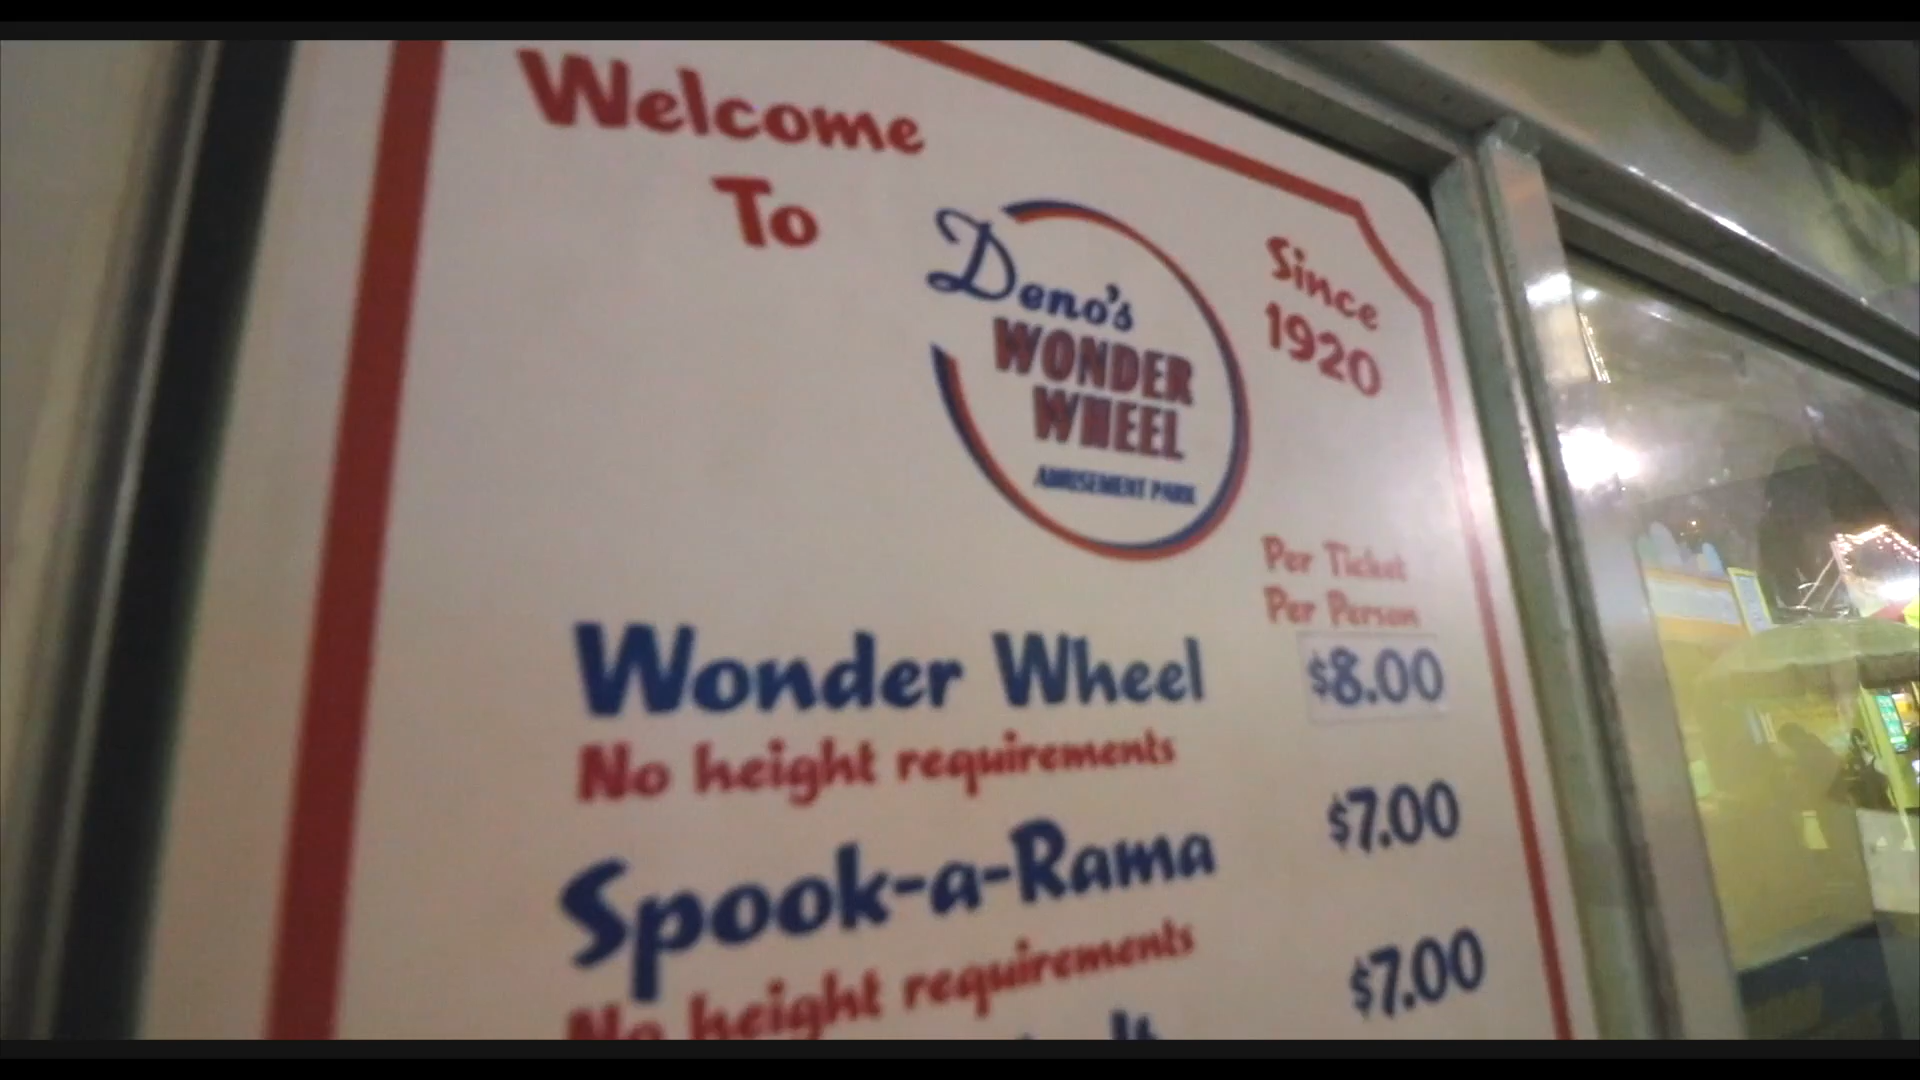 Welcome
To
Deno's
WONDER
WHEEL
AMUSEMENT PARK
Since
1920
Per Ticket
Per Person
Wonder Wheel $8.00
No height requirements
Spook-a-Rama $7.00
No height requirements
$7.00